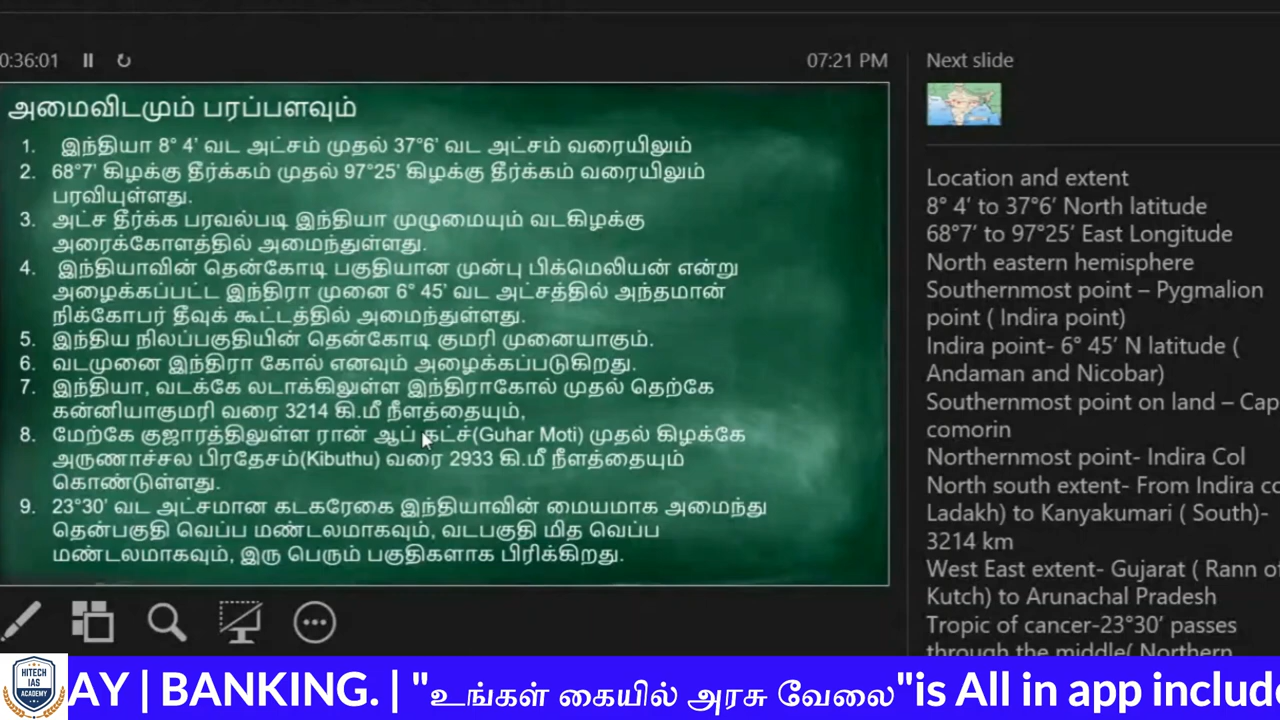 0:36:01
07:21 PM
Next slide
அமைவிடமும் பரப்பளவும்
1. இந்தியா 8° 4' வட அட்சம் முதல் 37°6' வட அட்சம் வரையிலும்
2. 68°7' கிழக்கு தீர்க்கம் முதல் 97°25' கிழக்கு தீர்க்கம் வரையிலும்
பரவியுள்ளது.
3. அட்ச தீர்க்க பரவல்படி இந்தியா முழுமையும் வடகிழக்கு
அரைக்கோளத்தில் அமைந்துள்ளது.
4. இந்தியாவின் தென்கோடி பகுதியான முன்பு பிக்மெலியன் என்று
அழைக்கப்பட்ட இந்திரா முனை 6° 45' வட அட்சத்தில் அந்தமான்
நிக்கோபர் தீவுக் கூட்டத்தில் அமைந்துள்ளது.
5. இந்திய நிலப்பகுதியின் தென்கோடி குமரி முனையாகும்.
6. வடமுனை இந்திரா கோல் எனவும் அழைக்கப்படுகிறது.
7. இந்தியா, வடக்கே லடாக்கிலுள்ள இந்திராகோல் முதல் தெற்கே
கன்னியாகுமரி வரை 3214 கி.மீ நீளத்தையும்,
8. மேற்கே குஜாரத்திலுள்ள ரான் ஆப் கட்ச்(Guhar Moti) முதல் கிழக்கே
அருணாச்சல பிரதேசம்(Kibuthu) வரை 2933 கி.மீ நீளத்தையும்
கொண்டுள்ளது.
9. 23°30' வட அட்சமான கடகரேகை இந்தியாவின் மையமாக அமைந்து
தென்பகுதி வெப்ப மண்டலமாகவும், வடபகுதி மித வெப்ப
மண்டலமாகவும், இரு பெரும் பகுதிகளாக பிரிக்கிறது.
Location and extent
8° 4' to 37°6' North latitude
68°7' to 97°25' East Longitude
North eastern hemisphere
Southernmost point – Pygmalion
point ( Indira point)
Indira point- 6° 45' N latitude (
Andaman and Nicobar)
Southernmost point on land – Cap
comorin
Northernmost point- Indira Col
North south extent- From Indira co
Ladakh) to Kanyakumari ( South)-
3214 km
West East extent- Gujarat ( Rann of
Kutch) to Arunachal Pradesh
Tropic of cancer-23°30' passes
through the middle( Northern
HITECH
IAS
ACADEMY
AY | BANKING. | "உங்கள் கையில் அரசு வேலை"is All in app include